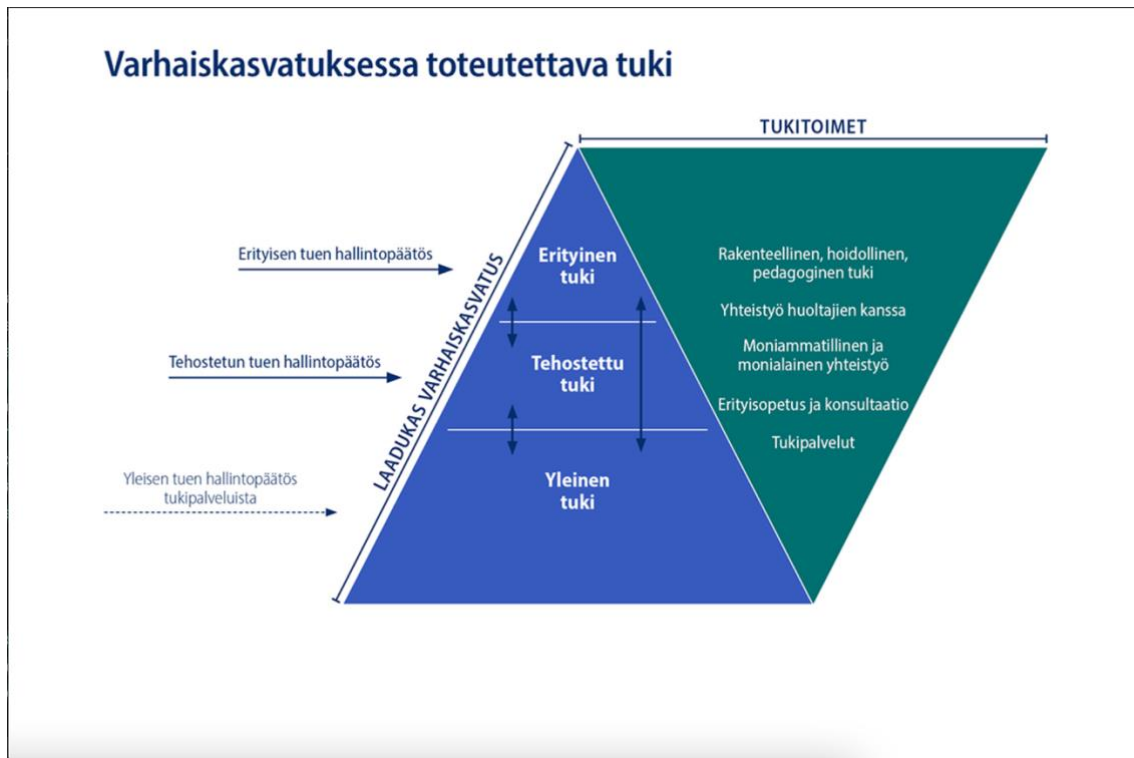 Varhaiskasvatuksessa toteutettava tuki
TUKITOIMET
LAADUKAS VARHAISKASVATUS
Erityisen tuen hallintopäätös
Tehostetun tuen hallintopäätös
Yleisen tuen hallintopäätös
tukipalveluista
Erityinen
tuki
Tehostettu
tuki
Yleinen
tuki
Rakenteellinen, hoidollinen,
pedagoginen tuki
Yhteistyö huoltajien kanssa
Moniammatillinen ja
monialainen yhteistyö
Erityisopetus ja konsultaatio
Tukipalvelut